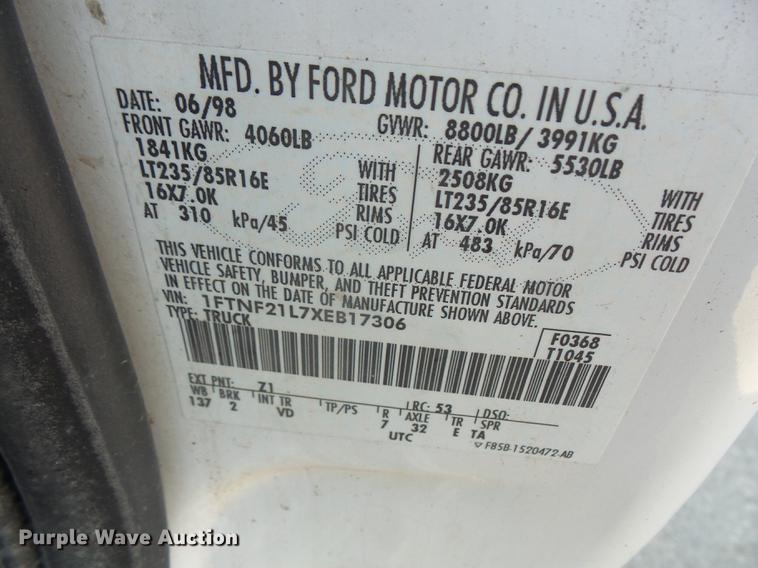 MFD. BY FORD MOTOR CO. IN U.S.A.
DATE: 06/98 GVWR: 8800LB/ 3991KG
FRONT GAWR: 4060LB REAR GAWR: 5530LB
1841KG WITH 2508KG WITH
LT235/85R16E TIRES LT235/85R16E TIRES
16X7.0K RIMS 16X7.0K RIMS
AT 310 kPa/45 PSI COLD AT 483 kPa/70 PSI COLD
THIS VEHICLE CONFORMS TO ALL APPLICABLE FEDERAL MOTOR
VEHICLE SAFETY, BUMPER, AND THEFT PREVENTION STANDARDS
IN EFFECT ON THE DATE OF MANUFACTURE SHOWN ABOVE.
VIN: 1FTNF21L7XEB17306
TYPE: TRUCK
F0368
T1045
EXT PNT: Z1 RC: 53 DSO:
WB BRK INT TR TP/PS R AXLE TR SPR
137 2 VD 7 32 E TA
UTC
F85B-1520472-AB
Purple Wave Auction